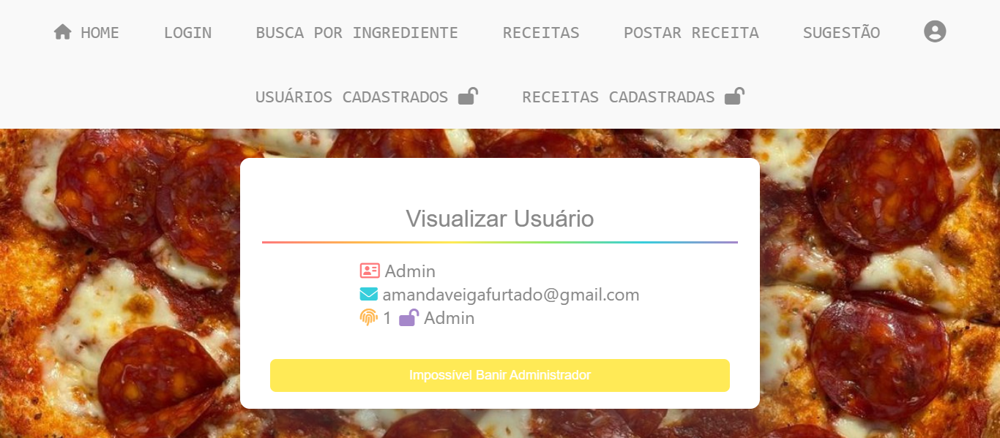 HOME LOGIN BUSCA POR INGREDIENTE RECEITAS POSTAR RECEITA SUGESTÃO
USUÁRIOS CADASTRADOS RECEITAS CADASTRADAS
Visualizar Usuário
Admin
amandaveigafurtado@gmail.com
1 Admin
Impossível Banir Administrador